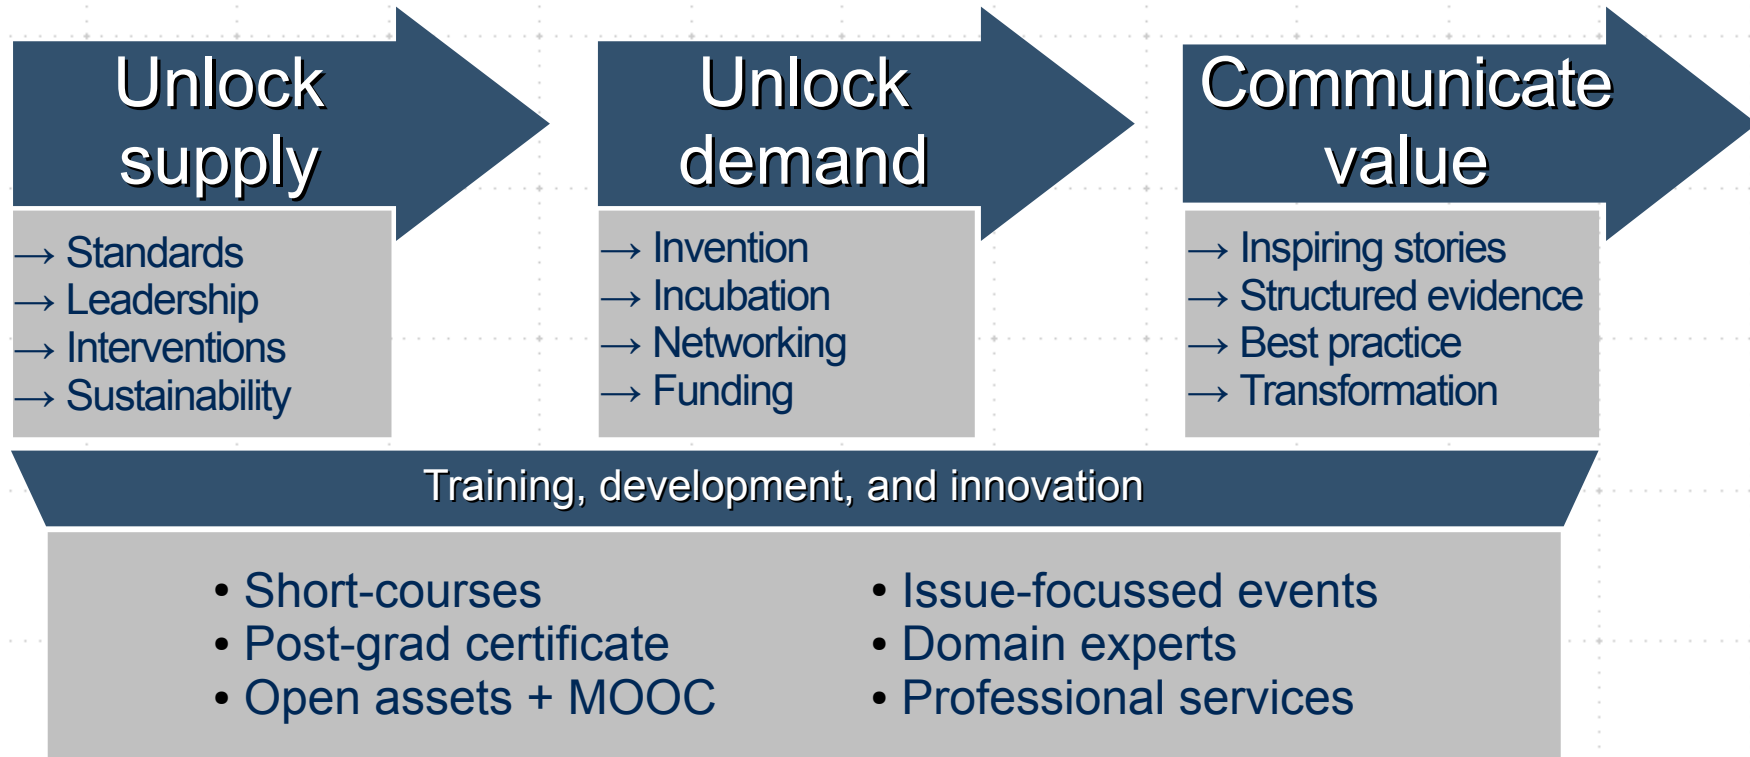 Unlock
supply
→ Standards
→ Leadership
→ Interventions
→ Sustainability
Unlock
demand
→ Invention
→ Incubation
→ Networking
→ Funding
Communicate
value
→ Inspiring stories
→ Structured evidence
→ Best practice
→ Transformation
Training, development, and innovation
• Short-courses
• Post-grad certificate
• Open assets + MOOC
• Issue-focussed events
• Domain experts
• Professional services